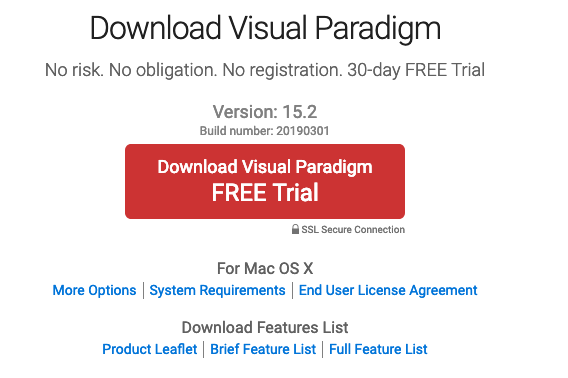 Download Visual Paradigm
No risk. No obligation. No registration. 30-day FREE Trial
Version: 15.2
Build number: 20190301
Download Visual Paradigm
FREE Trial
SSL Secure Connection
For Mac OS X
More Options | System Requirements | End User License Agreement
Download Features List
Product Leaflet | Brief Feature List | Full Feature List